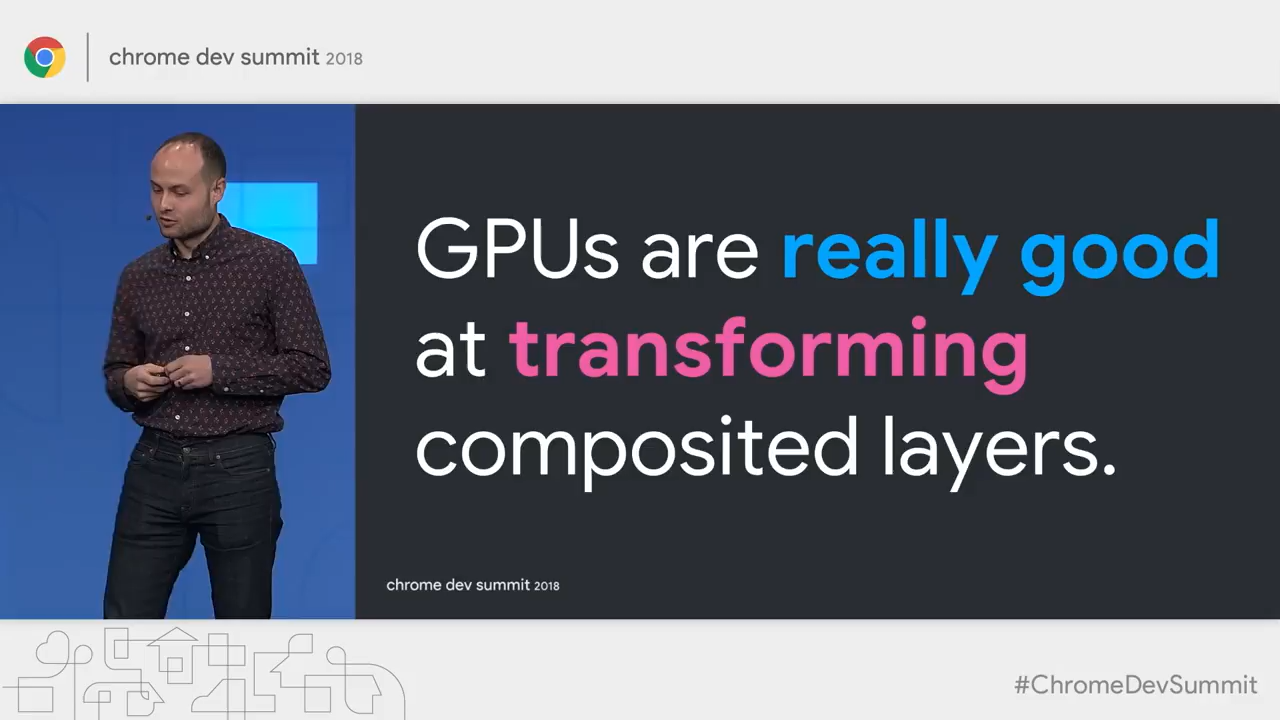 chrome dev summit 2018
GPUs are really good
at transforming
composited layers.
chrome dev summit 2018
#ChromeDevSummit